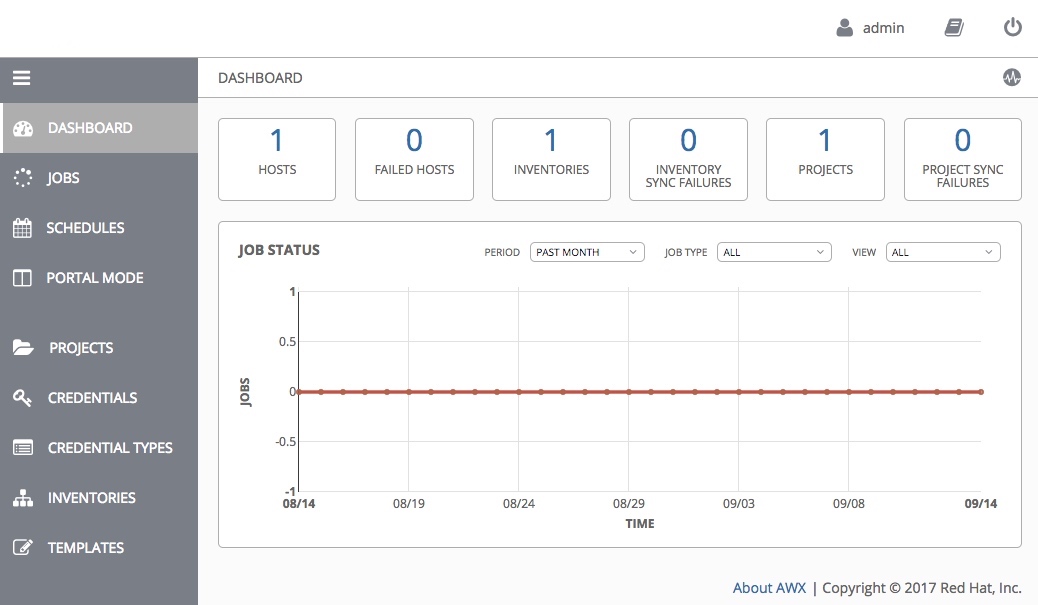 admin
DASHBOARD
DASHBOARD
JOBS
SCHEDULES
PORTAL MODE
PROJECTS
CREDENTIALS
CREDENTIAL TYPES
INVENTORIES
TEMPLATES
1
HOSTS
0
FAILED HOSTS
1
INVENTORIES
0
INVENTORY
SYNC FAILURES
1
PROJECTS
0
PROJECT SYNC
FAILURES
JOB STATUS
PERIOD PAST MONTH JOB TYPE ALL VIEW ALL
1
0.5
0
-0.5
-1
JOBS
08/14 08/19 08/24 08/29 09/03 09/08 09/14
TIME
About AWX | Copyright © 2017 Red Hat, Inc.